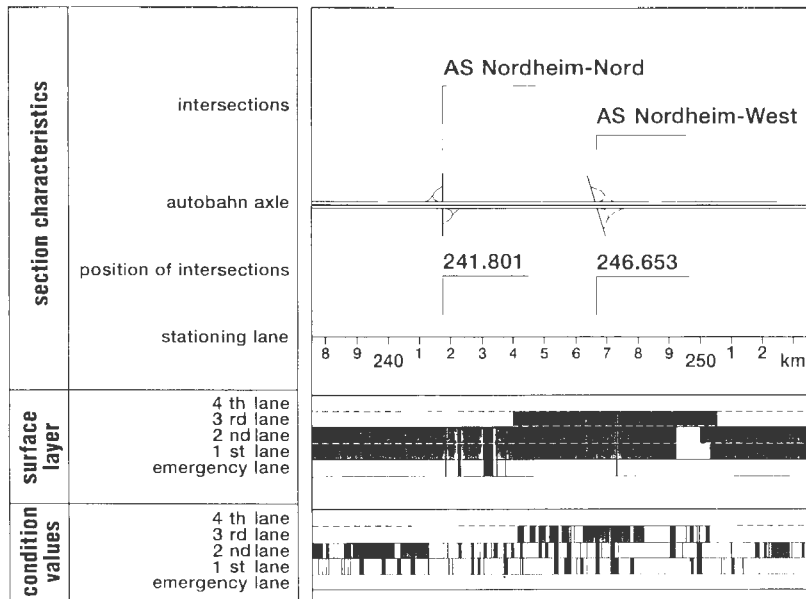 section characteristics
AS Nordheim-Nord
intersections
AS Nordheim-West
autobahn axle
241.801 246.653
position of intersections
stationing lane
8 9 240 1 2 3 4 5 6 7 8 9 250 1 2 km
surface layer
4 th lane
3 rd lane
2 nd lane
1 st lane
emergency lane
condition values
4 th lane
3 rd lane
2 nd lane
1 st lane
emergency lane